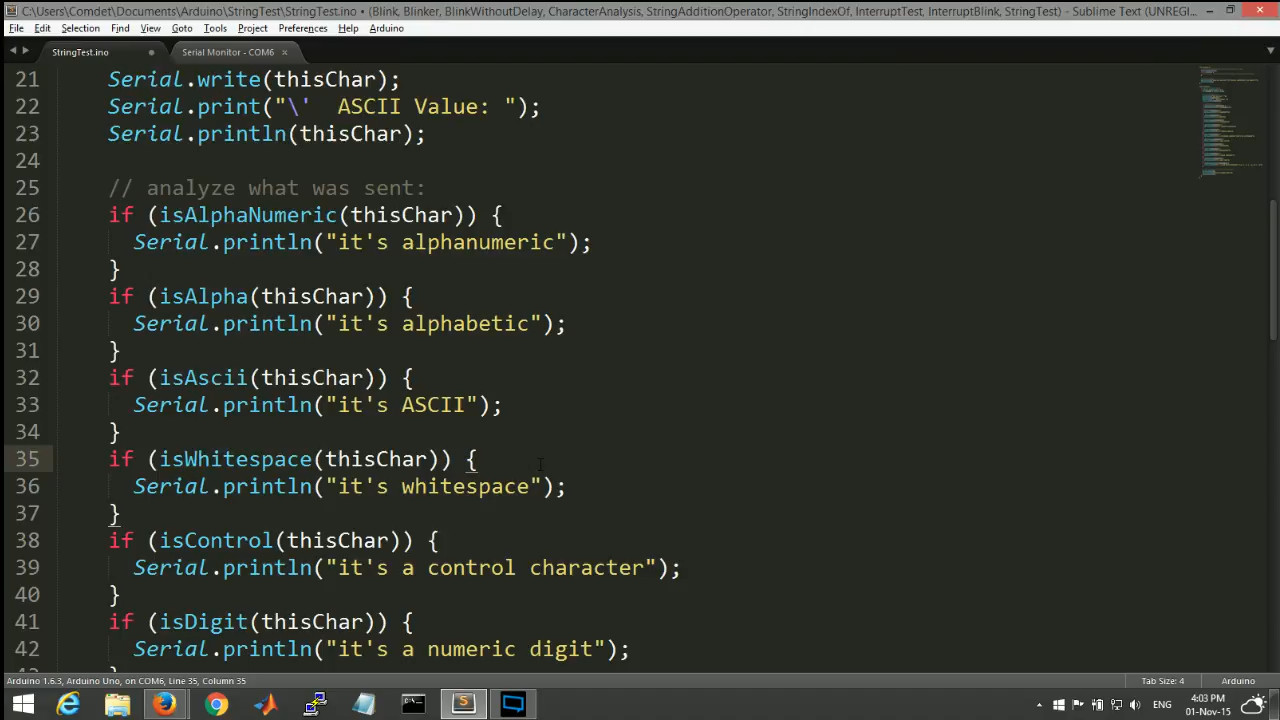 C:\Users\Comdet\Documents\Arduino\StringTest\StringTest.ino • (Blink, Blinker, BlinkWithoutDelay, CharacterAnalysis, StringAdditionOperator, StringIndexOf, InterruptTest, InterruptBlink, StringTest) - Sublime Text (UNREGI...
File Edit Selection Find View Goto Tools Project Preferences Help Arduino
StringTest.ino Serial Monitor - COM6
21 Serial.write(thisChar);
22 Serial.print("\'  ASCII Value: ");
23 Serial.println(thisChar);
24
25 // analyze what was sent:
26 if (isAlphaNumeric(thisChar)) {
27 Serial.println("it's alphanumeric");
28 }
29 if (isAlpha(thisChar)) {
30 Serial.println("it's alphabetic");
31 }
32 if (isAscii(thisChar)) {
33 Serial.println("it's ASCII");
34 }
35 if (isWhitespace(thisChar)) {
36 Serial.println("it's whitespace");
37 }
38 if (isControl(thisChar)) {
39 Serial.println("it's a control character");
40 }
41 if (isDigit(thisChar)) {
42 Serial.println("it's a numeric digit");
Arduino 1.6.3, Arduino Uno, on COM6, Line 35, Column 35 Tab Size: 4 Arduino
ENG 4:03 PM
01-Nov-15